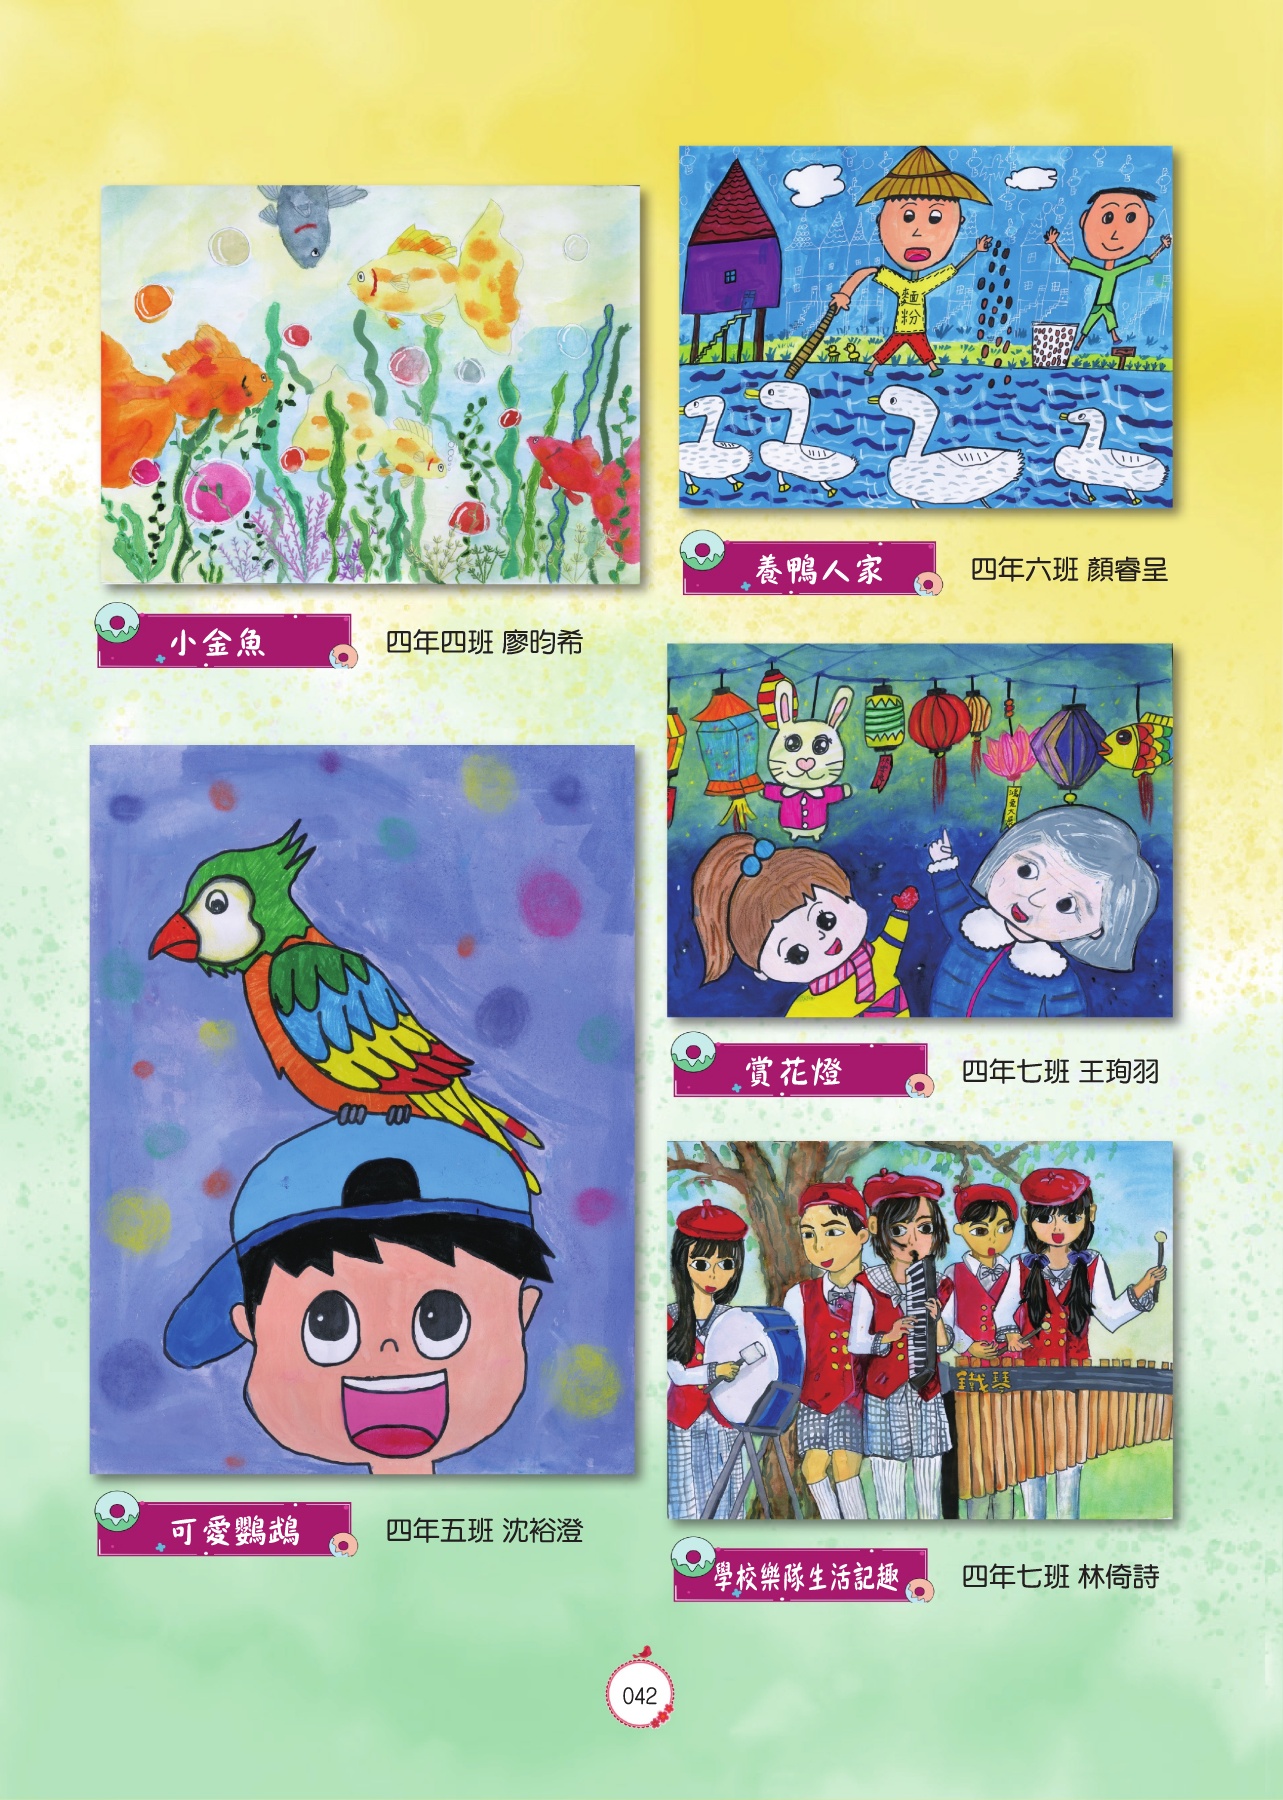 小金魚
四年四班 廖昀希
麵粉
養鴨人家
四年六班 顏睿呈
賞花燈
四年七班 王珣羽
可愛鸚鵡
四年五班 沈裕澄
鐵琴
學校樂隊生活記趣
四年七班 林倚詩
042